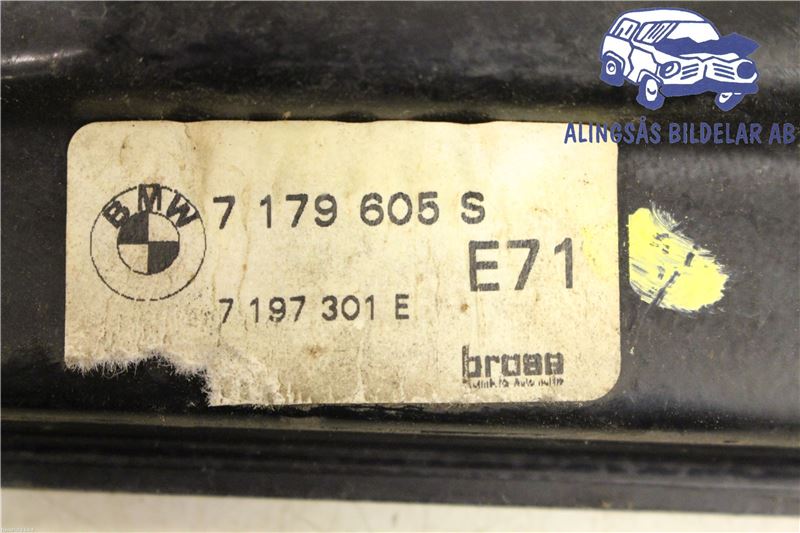 ALINGSÅS BILDELAR AB
BMW
7 179 605 S
E71
7 197 301 E
brose